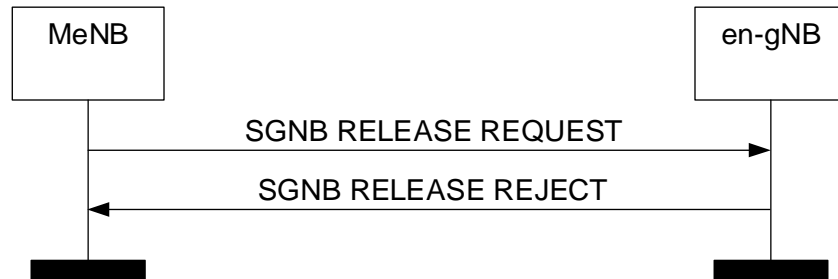 MeNB
en-gNB
SGNB RELEASE REQUEST
SGNB RELEASE REJECT